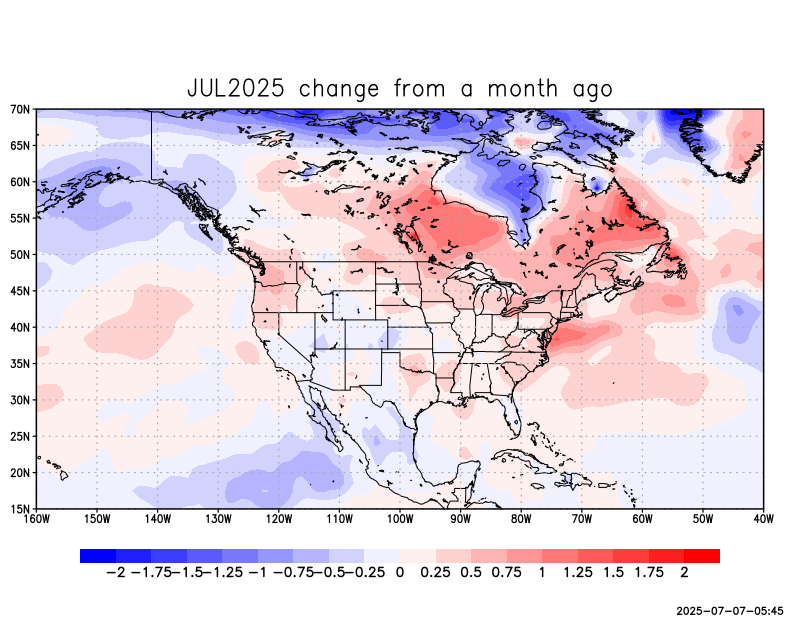 JUL2025 change from a month ago
70N
65N
60N
55N
50N
45N
40N
35N
30N
25N
20N
15N
160W 150W 140W 130W 120W 110W 100W 90W 80W 70W 60W 50W 40W
-2 -1.75 -1.5 -1.25 -1 -0.75 -0.5 -0.25 0 0.25 0.5 0.75 1 1.25 1.5 1.75 2
2025-07-07-05:45